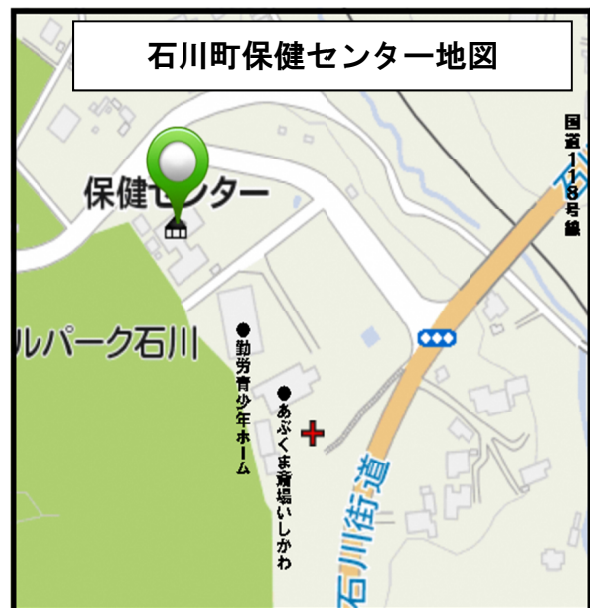 石川町保健センター地図
国道118号線
保健センター
ルパーク石川
●勤労青少年ホーム
●あぶくま斎場いしかわ
石川街道